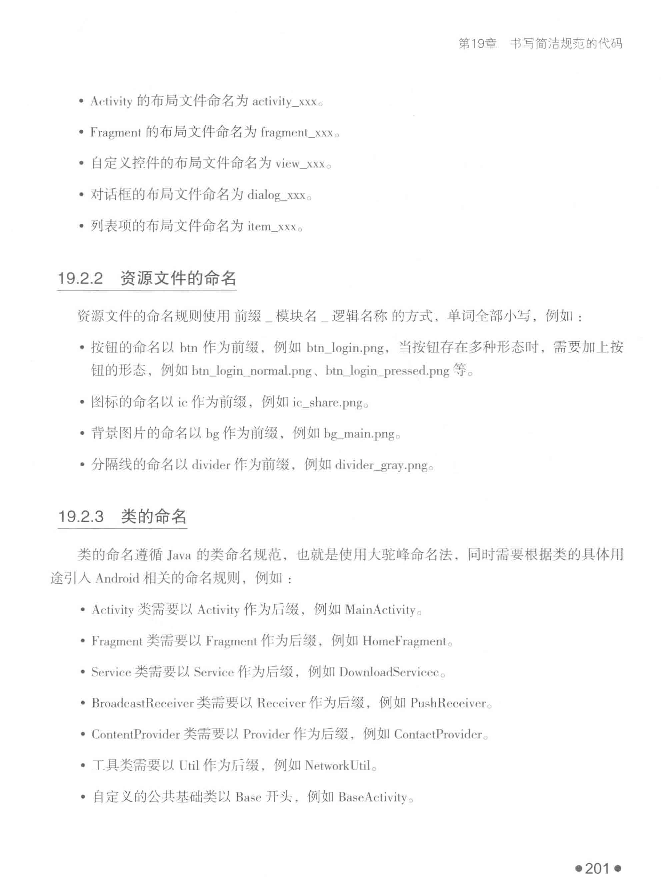 第19章 书写简洁规范的代码
• Activity 的布局文件命名为 activity_xxx。
• Fragment 的布局文件命名为 fragment_xxx。
• 自定义控件的布局文件命名为 view_xxx。
• 对话框的布局文件命名为 dialog_xxx。
• 列表项的布局文件命名为 item_xxx。
19.2.2 资源文件的命名
资源文件的命名规则使用 前缀 _ 模块名 _ 逻辑名称 的方式，单词全部小写，例如：
• 按钮的命名以 btn 作为前缀，例如 btn_login.png，当按钮存在多种形态时，需要加上按
钮的形态，例如 btn_login_normal.png、btn_login_pressed.png 等。
• 图标的命名以 ic 作为前缀，例如 ic_share.png。
• 背景图片的命名以 bg 作为前缀，例如 bg_main.png。
• 分隔线的命名以 divider 作为前缀，例如 divider_gray.png。
19.2.3 类的命名
类的命名遵循 Java 的类命名规范，也就是使用大驼峰命名法，同时需要根据类的具体用
途引入 Android 相关的命名规则，例如：
• Activity 类需要以 Activity 作为后缀，例如 MainActivity。
• Fragment 类需要以 Fragment 作为后缀，例如 HomeFragment。
• Service 类需要以 Service 作为后缀，例如 DownloadServicec。
• BroadcastReceiver 类需要以 Receiver 作为后缀，例如 PushReceiver。
• ContentProvider 类需要以 Provider 作为后缀，例如 ContactProvider。
• 工具类需要以 Util 作为后缀，例如 NetworkUtil。
• 自定义的公共基础类以 Base 开头，例如 BaseActivity。
●201●